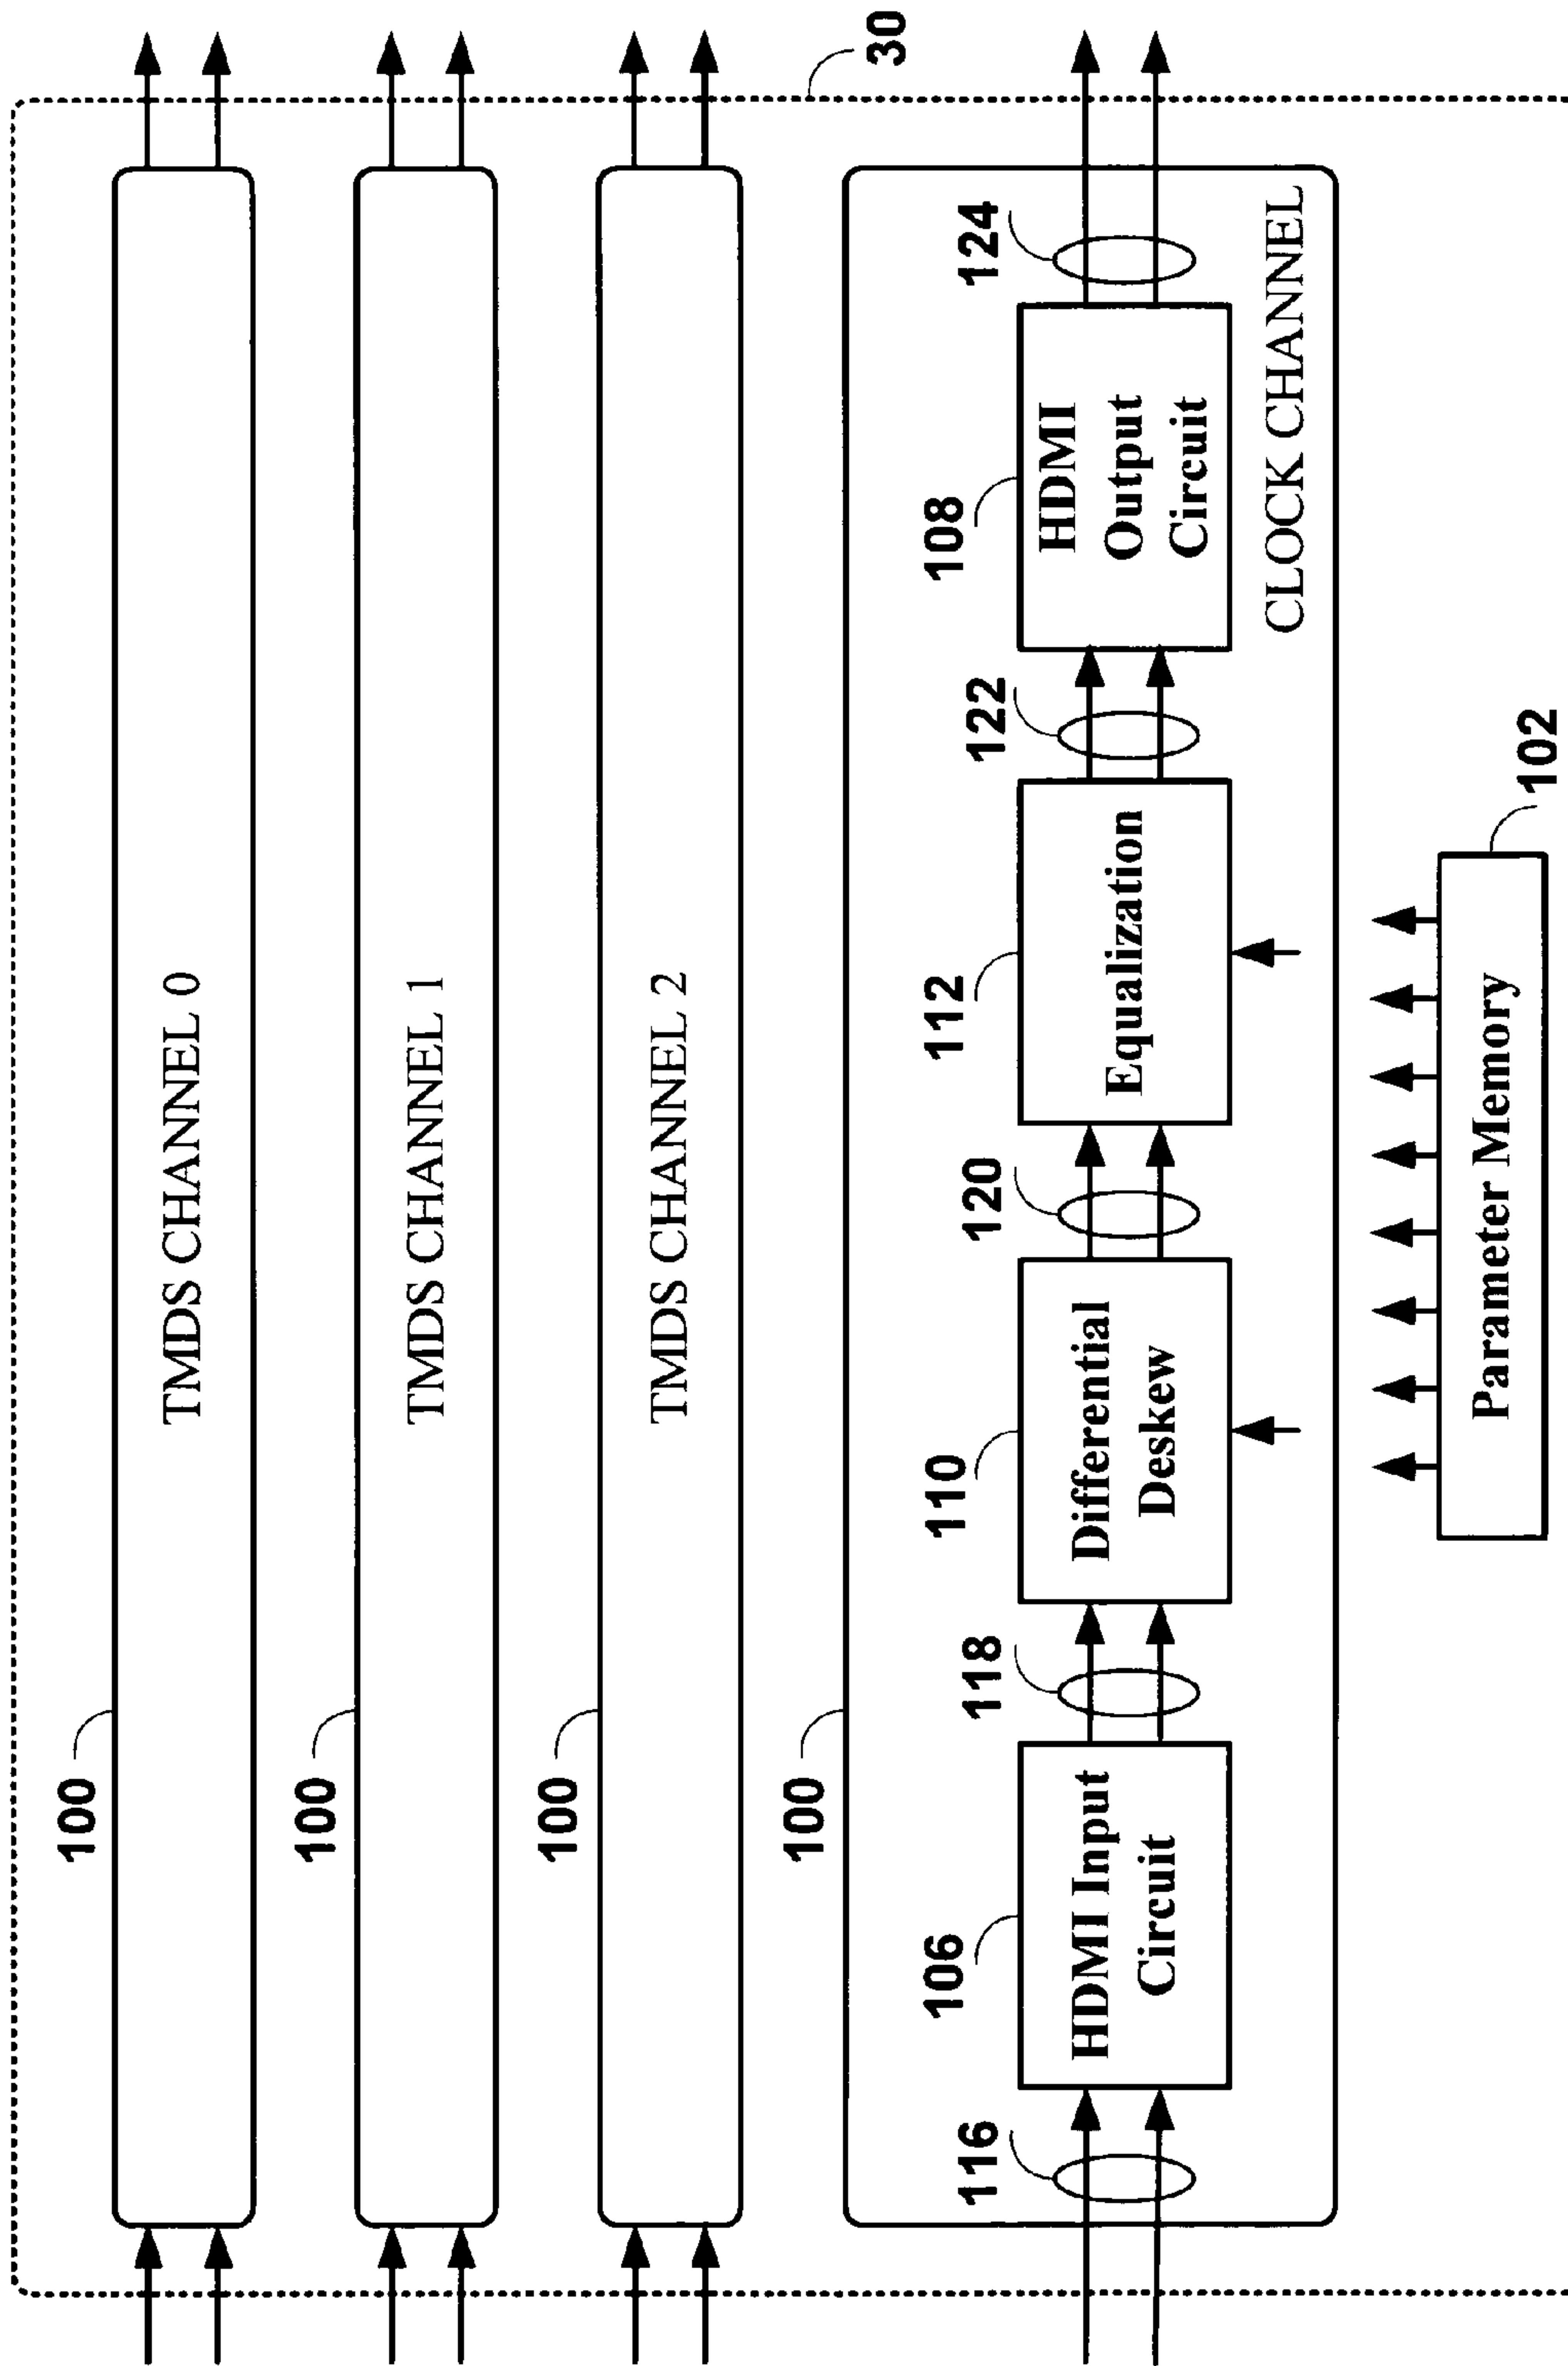 30
100
TMDS CHANNEL 0
100
TMDS CHANNEL 1
100
TMDS CHANNEL 2
100
116
106
HDMI Input
Circuit
118
110
Differential
Deskew
120
112
Equalization
122
108
HDMI
Output
Circuit
124
CLOCK CHANNEL
102
Parameter Memory